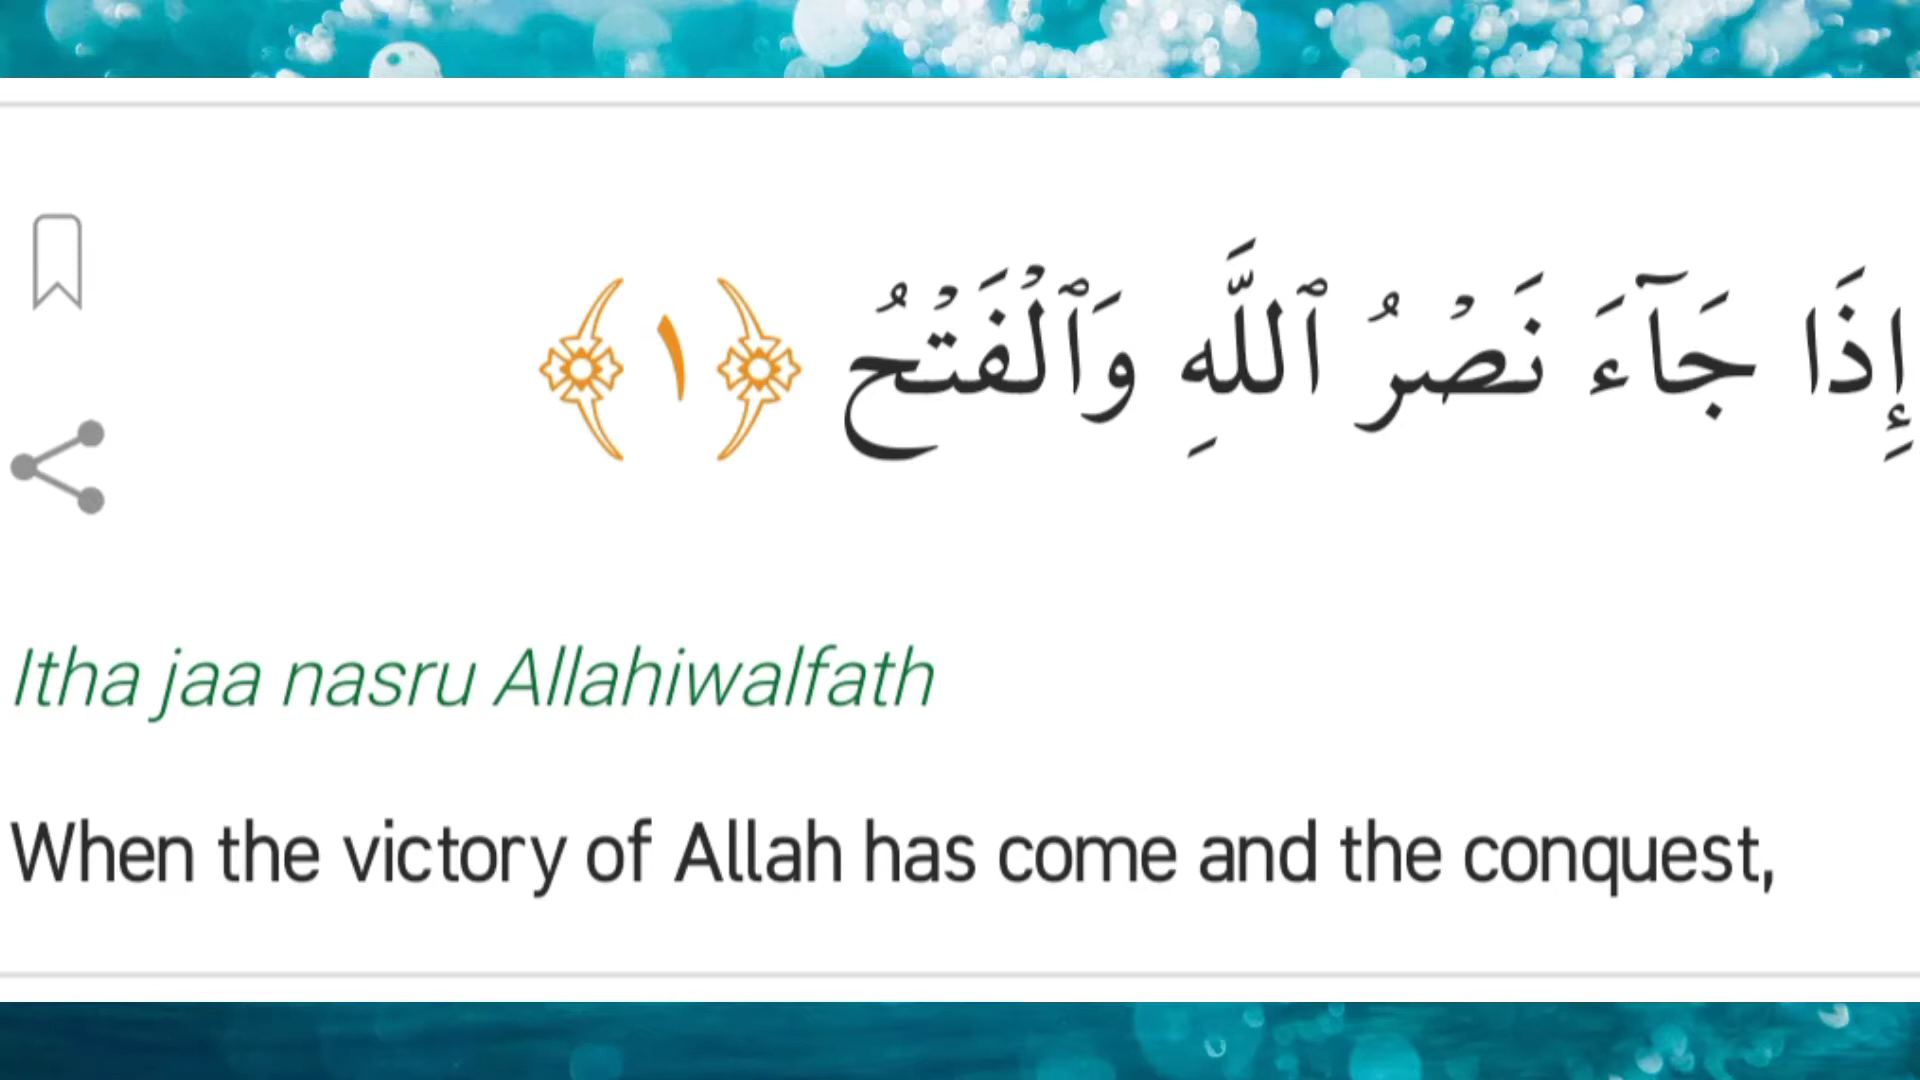 إِذَا جَآءَ نَصْرُ ٱللَّهِ وَٱلْفَتْحُ ﴿١﴾
Itha jaa nasru Allahiwalfath
When the victory of Allah has come and the conquest,